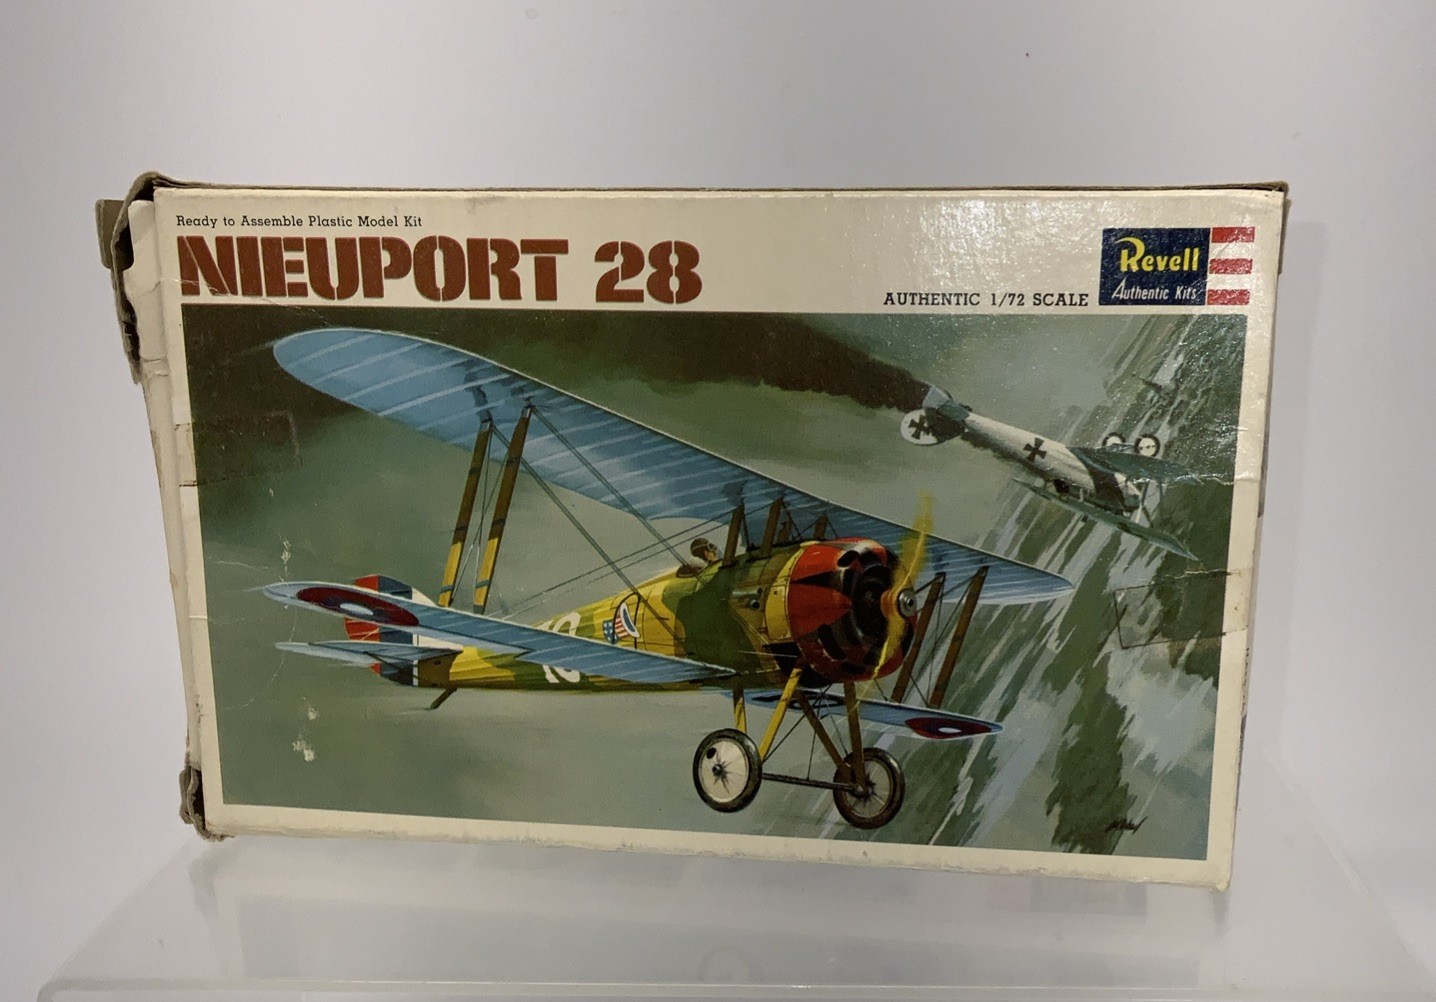 Ready to Assemble Plastic Model Kit
NIEUPORT 28
AUTHENTIC 1/72 SCALE
Revell
Authentic Kits